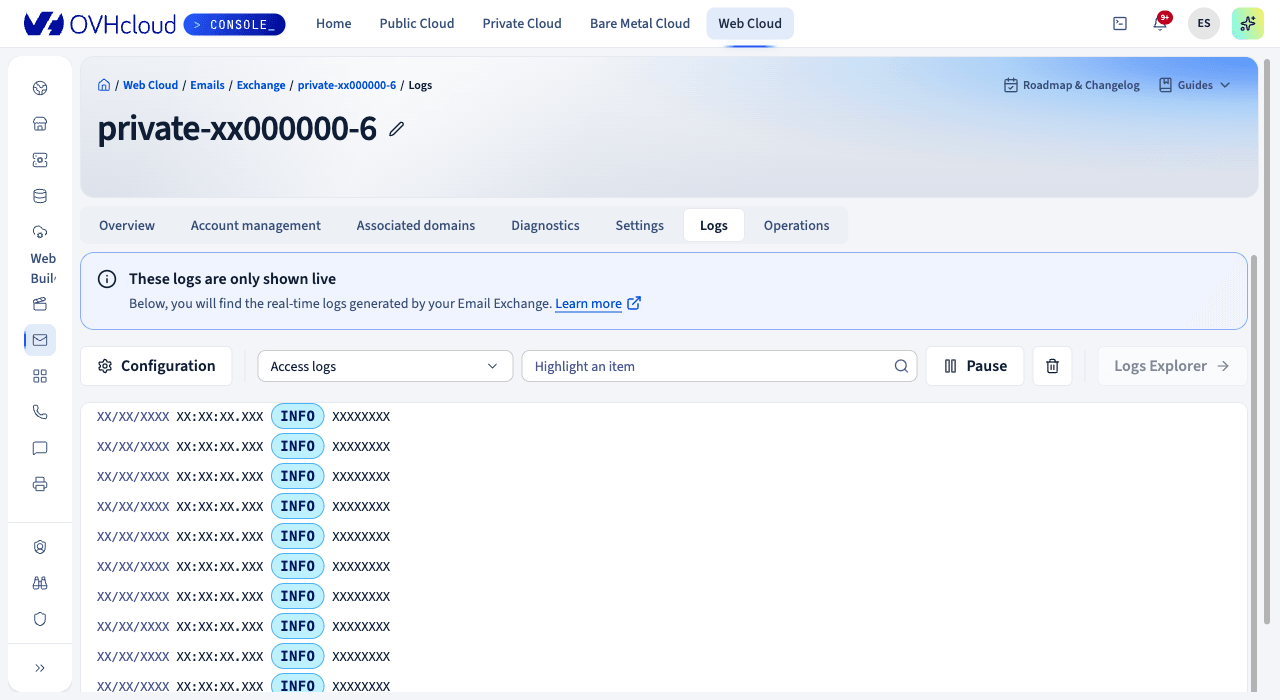 OVHcloud > CONSOLE_ Home Public Cloud Private Cloud Bare Metal Cloud Web Cloud 9+ ES
/ Web Cloud / Emails / Exchange / private-xx000000-6 / Logs Roadmap & Changelog Guides
private-xx000000-6
Overview Account management Associated domains Diagnostics Settings Logs Operations
Web
Buil
These logs are only shown live
Below, you will find the real-time logs generated by your Email Exchange. Learn more
Configuration Access logs Highlight an item Pause Logs Explorer
XX/XX/XXXX XX:XX:XX.XXX INFO XXXXXXXX
XX/XX/XXXX XX:XX:XX.XXX INFO XXXXXXXX
XX/XX/XXXX XX:XX:XX.XXX INFO XXXXXXXX
XX/XX/XXXX XX:XX:XX.XXX INFO XXXXXXXX
XX/XX/XXXX XX:XX:XX.XXX INFO XXXXXXXX
XX/XX/XXXX XX:XX:XX.XXX INFO XXXXXXXX
XX/XX/XXXX XX:XX:XX.XXX INFO XXXXXXXX
XX/XX/XXXX XX:XX:XX.XXX INFO XXXXXXXX
XX/XX/XXXX XX:XX:XX.XXX INFO XXXXXXXX
XX/XX/XXXX XX:XX:XX.XXX INFO XXXXXXXX